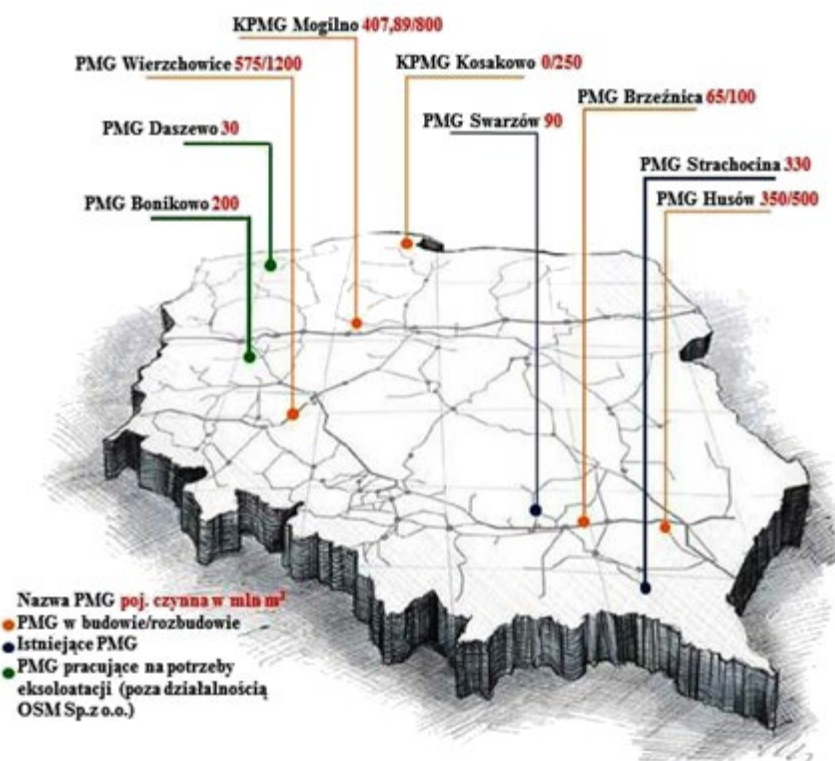 KPMG Mogilno 407,89/800
PMG Wierzchowice 575/1200
KPMG Kosakowo 0/250
PMG Brzeźnica 65/100
PMG Daszewo 30
PMG Swarzów 90
PMG Strachocina 330
PMG Bonikowo 200
PMG Husów 350/500
Nazwa PMG poj. czynna w mln m³
PMG w budowie/rozbudowie
Istniejące PMG
PMG pracujące na potrzeby
eksoloatacji (poza działalnością
OSM Sp.z o.o.)